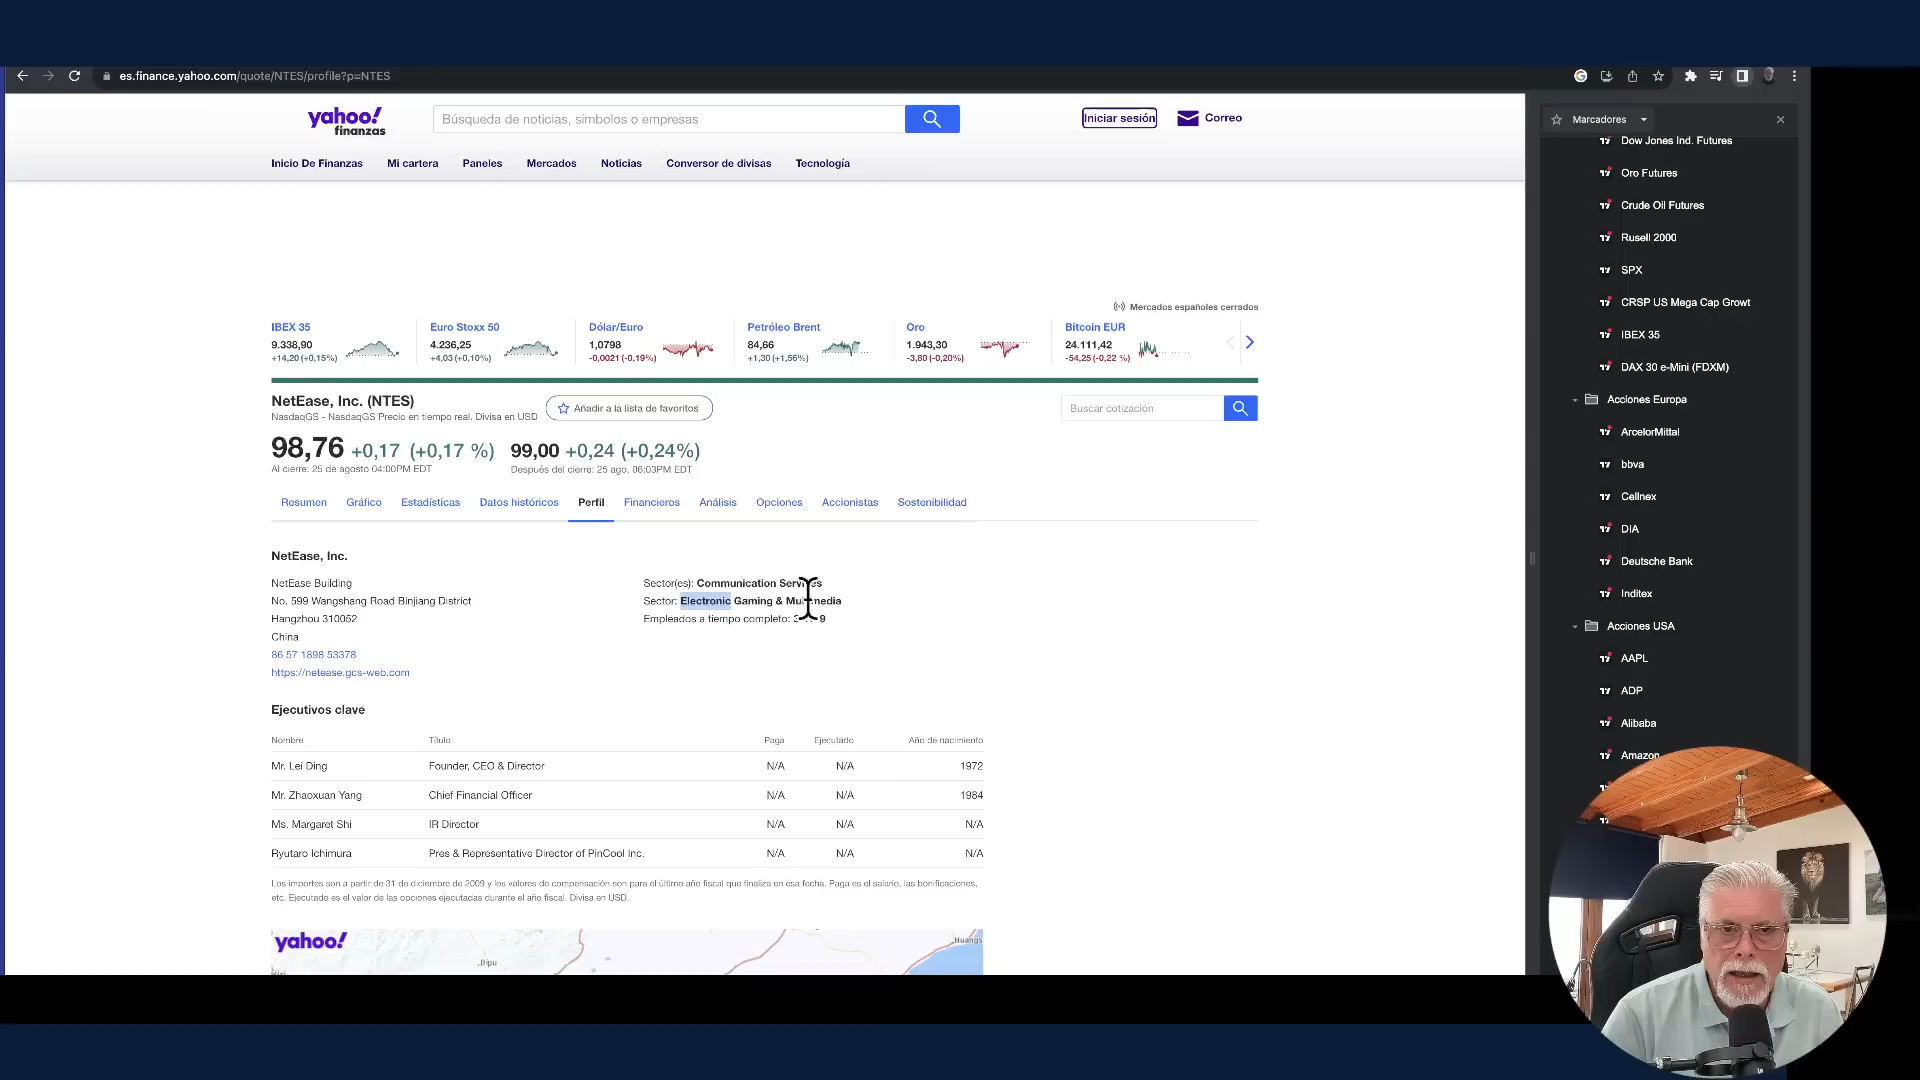 es.finance.yahoo.com/quote/NTES/profile?p=NTES
yahoo!
finanzas
Búsqueda de noticias, símbolos o empresas
Iniciar sesión
Correo
Inicio De Finanzas
Mi cartera
Paneles
Mercados
Noticias
Conversor de divisas
Tecnología
Mercados españoles cerrados
IBEX 35
9.338,90
+14,20 (+0,15%)
Euro Stoxx 50
4.236,25
+4,03 (+0,10%)
Dólar/Euro
1,0798
-0,0021 (-0,19%)
Petróleo Brent
84,66
+1,30 (+1,56%)
Oro
1.943,30
-3,80 (-0,20%)
Bitcoin EUR
24.111,42
-54,25 (-0,22 %)
NetEase, Inc. (NTES)
NasdaqGS - NasdaqGS Precio en tiempo real. Divisa en USD
Añadir a la lista de favoritos
Buscar cotización
98,76 +0,17 (+0,17 %)
Al cierre: 25 de agosto 04:00PM EDT
99,00 +0,24 (+0,24%)
Después del cierre: 25 ago. 06:03PM EDT
Resumen
Gráfico
Estadísticas
Datos históricos
Perfil
Financieros
Análisis
Opciones
Accionistas
Sostenibilidad
NetEase, Inc.
NetEase Building
No. 599 Wangshang Road Binjiang District
Hangzhou 310052
China
86 57 1898 53378
https://netease.gcs-web.com
Sector(es): Communication Services
Sector: Electronic Gaming & Multimedia
Empleados a tiempo completo:
Ejecutivos clave
Nombre Título Paga Ejecutado Año de nacimiento
Mr. Lei Ding Founder, CEO & Director N/A N/A 1972
Mr. Zhaoxuan Yang Chief Financial Officer N/A N/A 1984
Ms. Margaret Shi IR Director N/A N/A N/A
Ryutaro Ichimura Pres & Representative Director of PinCool Inc. N/A N/A N/A
Los importes son a partir de 31 de diciembre de 2009 y los valores de compensación son para el último año fiscal que finaliza en esa fecha. Paga es el salario, las bonificaciones,
etc. Ejecutado es el valor de las opciones ejecutadas durante el año fiscal. Divisa en USD.
yahoo!
Dipu
Huangs
Marcadores
Dow Jones Ind. Futures
Oro Futures
Crude Oil Futures
Rusell 2000
SPX
CRSP US Mega Cap Growt
IBEX 35
DAX 30 e-Mini (FDXM)
Acciones Europa
ArcelorMittal
bbva
Cellnex
DIA
Deutsche Bank
Inditex
Acciones USA
AAPL
ADP
Alibaba
Amazon